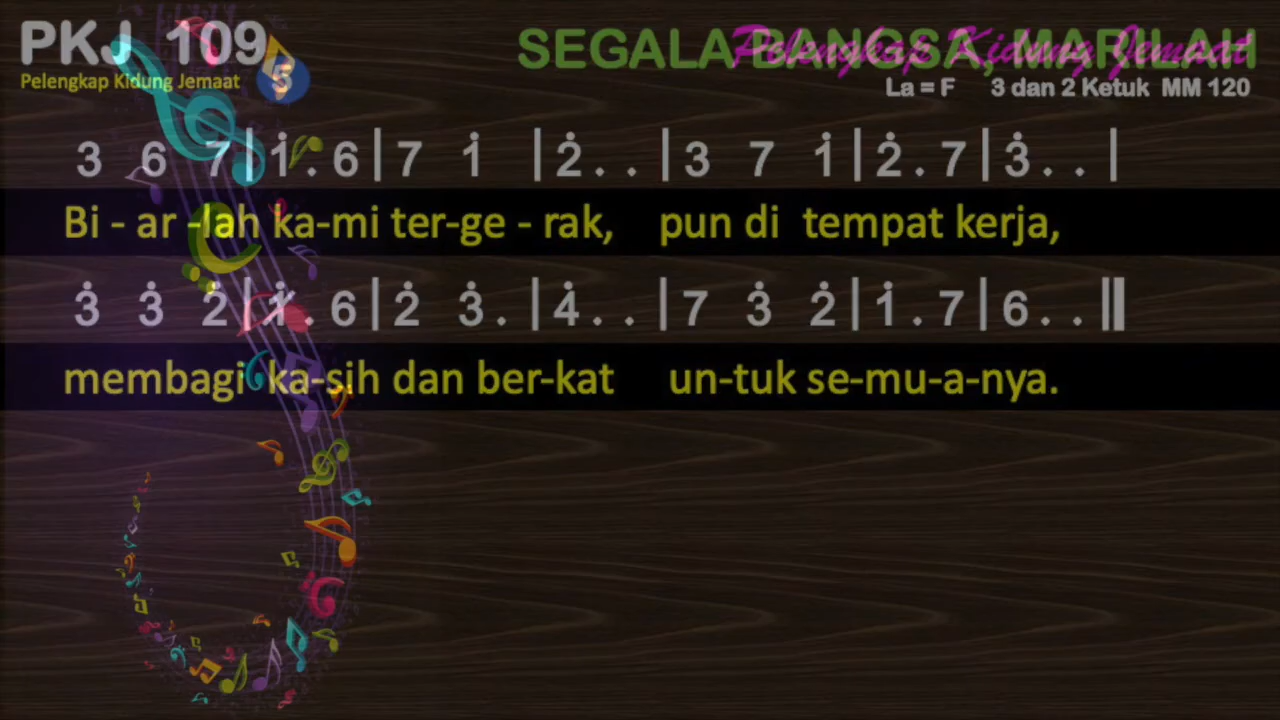 PKJ 109
Pelengkap Kidung Jemaat
5
SEGALA BANGSA, MARILAH
Pelengkap Kidung Jemaat
La = F 3 dan 2 Ketuk MM 120
3 6 7 | 1̇ . 6 | 7 1̇ | 2̇ . . | 3 7 1̇ | 2̇ . 7 | 3̇ . . |
Bi - ar -lah ka-mi ter-ge - rak, pun di tempat kerja,
3̇ 3̇ 2̇ | 1̇ . 6 | 2̇ 3̇ . | 4̇ . . | 7 3̇ 2̇ | 1̇ . 7 | 6 . . ||
membagi ka-sih dan ber-kat un-tuk se-mu-a-nya.